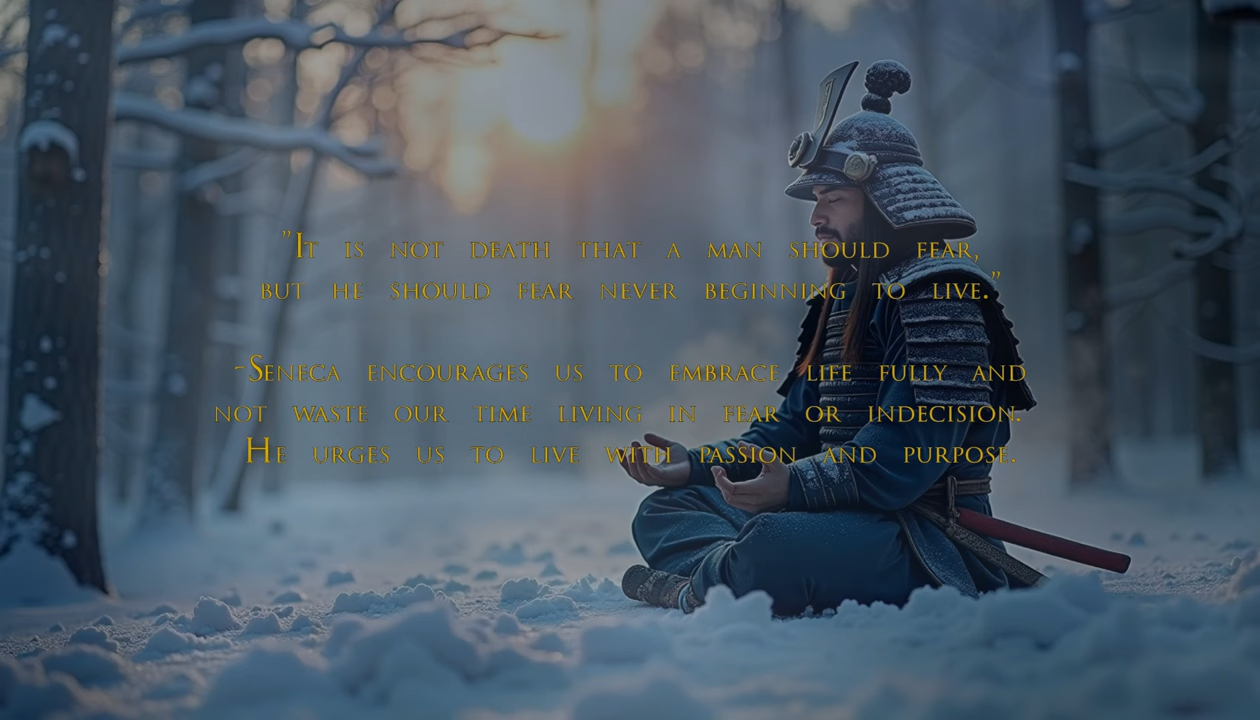 "It is not death that a man should fear,
but he should fear never beginning to live."
-Seneca encourages us to embrace life fully and
not waste our time living in fear or indecision.
He urges us to live with passion and purpose.